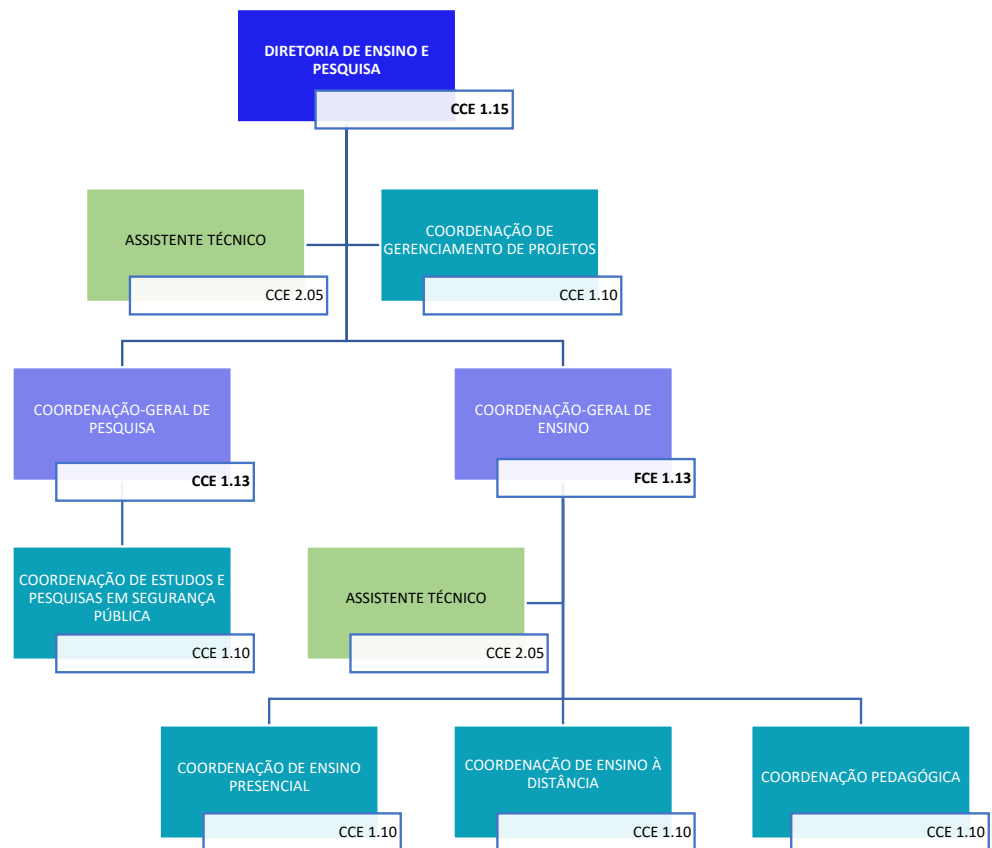 DIRETORIA DE ENSINO E
PESQUISA
CCE 1.15
ASSISTENTE TÉCNICO
CCE 2.05
COORDENAÇÃO DE
GERENCIAMENTO DE PROJETOS
CCE 1.10
COORDENAÇÃO-GERAL DE
PESQUISA
CCE 1.13
COORDENAÇÃO-GERAL DE
ENSINO
FCE 1.13
COORDENAÇÃO DE ESTUDOS E
PESQUISAS EM SEGURANÇA
PÚBLICA
CCE 1.10
ASSISTENTE TÉCNICO
CCE 2.05
COORDENAÇÃO DE ENSINO
PRESENCIAL
CCE 1.10
COORDENAÇÃO DE ENSINO À
DISTÂNCIA
CCE 1.10
COORDENAÇÃO PEDAGÓGICA
CCE 1.10